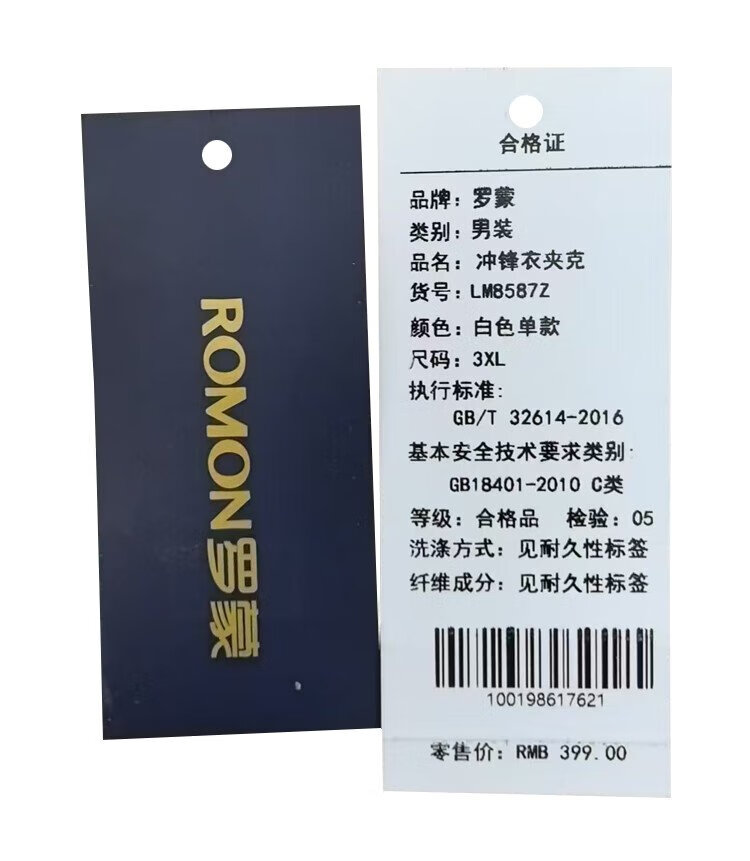 ROMON罗蒙
合格证
品牌: 罗蒙
类别: 男装
品名: 冲锋衣夹克
货号: LM8587Z
颜色: 白色单款
尺码: 3XL
执行标准:
GB/T 32614-2016
基本安全技术要求类别:
GB18401-2010 C类
等级: 合格品 检验: 05
洗涤方式: 见耐久性标签
纤维成分: 见耐久性标签
100198617621
零售价: RMB 399.00